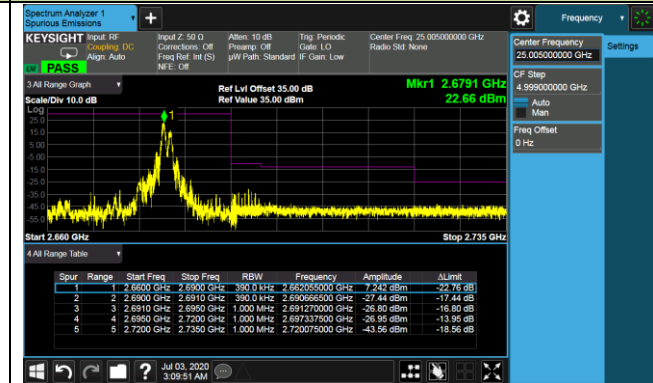 Spectrum Analyzer 1
Spurious Emissions
+
Frequency
KEYSIGHT
Input: RF
Coupling: DC
Align: Auto
Input Z: 50 Ω
Corrections: Off
Freq Ref: Int (S)
NFE: Off
Atten: 10 dB
Preamp: Off
µW Path: Standard
Trig: Periodic
Gate: LO
IF Gain: Low
Center Freq: 25.005000000 GHz
Radio Std: None
LW PASS
Center Frequency
25.005000000 GHz
Settings
CF Step
4.999000000 GHz
Auto
Man
Freq Offset
0 Hz
3 All Range Graph
Scale/Div 10.0 dB
Ref Lvl Offset 35.00 dB
Ref Value 35.00 dBm
Mkr1 2.6791 GHz
22.66 dBm
Log
25.0
15.0
5.00
-5.00
-15.0
-25.0
-35.0
-45.0
-55.0
1
Start 2.660 GHz
Stop 2.735 GHz
4 All Range Table
Spur Range Start Freq Stop Freq RBW Frequency Amplitude ΔLimit
1 1 2.6600 GHz 2.6900 GHz 390.0 kHz 2.662055000 GHz 7.242 dBm -22.76 dB
2 2 2.6900 GHz 2.6910 GHz 390.0 kHz 2.690666500 GHz -27.44 dBm -17.44 dB
3 3 2.6910 GHz 2.6950 GHz 1.000 MHz 2.691270000 GHz -26.80 dBm -16.80 dB
4 4 2.6950 GHz 2.7200 GHz 1.000 MHz 2.697337500 GHz -26.95 dBm -13.95 dB
5 5 2.7200 GHz 2.7350 GHz 1.000 MHz 2.720075000 GHz -43.56 dBm -18.56 dB
?
Jul 03, 2020
3:09:51 AM